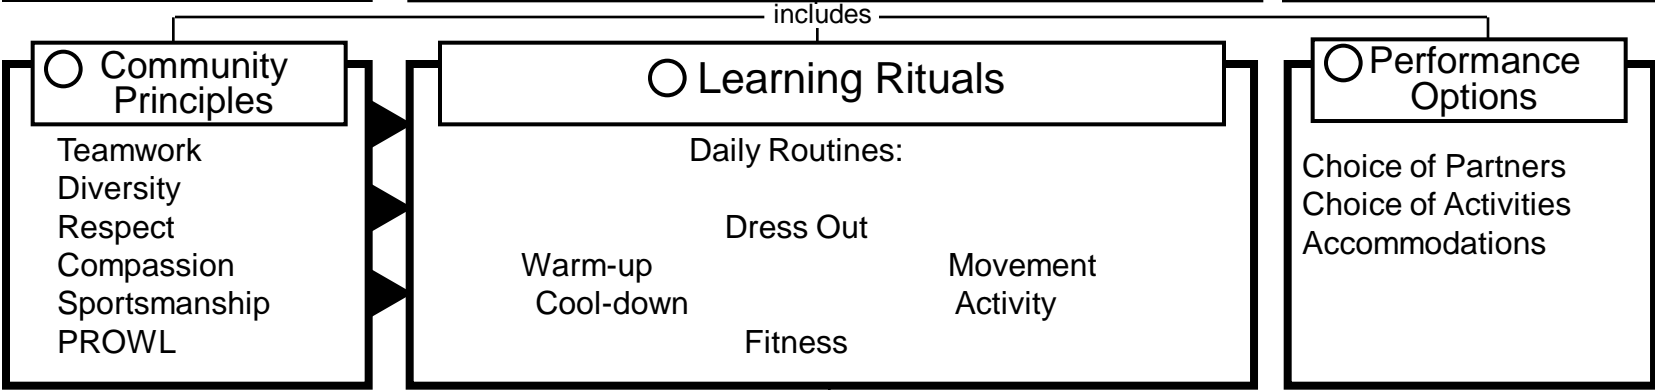 includes
Community
Principles
Teamwork
Diversity
Respect
Compassion
Sportsmanship
PROWL
Learning Rituals
Daily Routines:
Dress Out
Warm-up Movement
Cool-down Activity
Fitness
Performance
Options
Choice of Partners
Choice of Activities
Accommodations